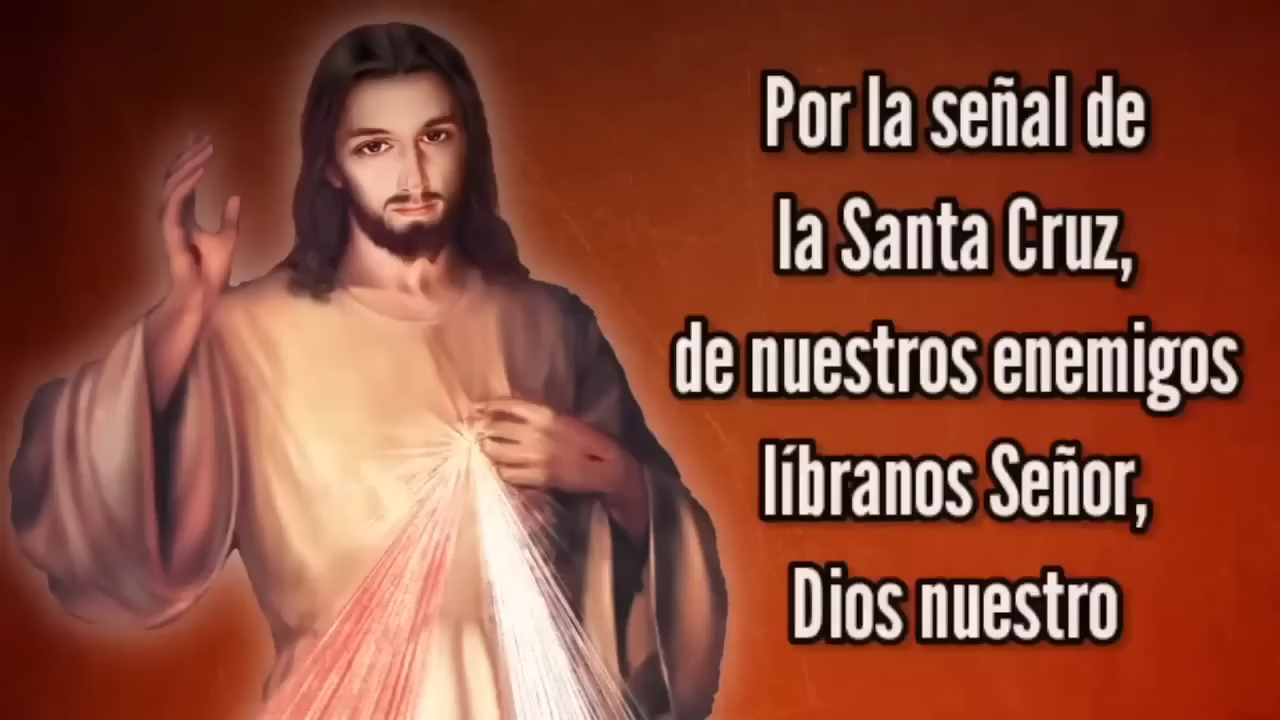 Por la señal de
la Santa Cruz,
de nuestros enemigos
líbranos Señor,
Dios nuestro